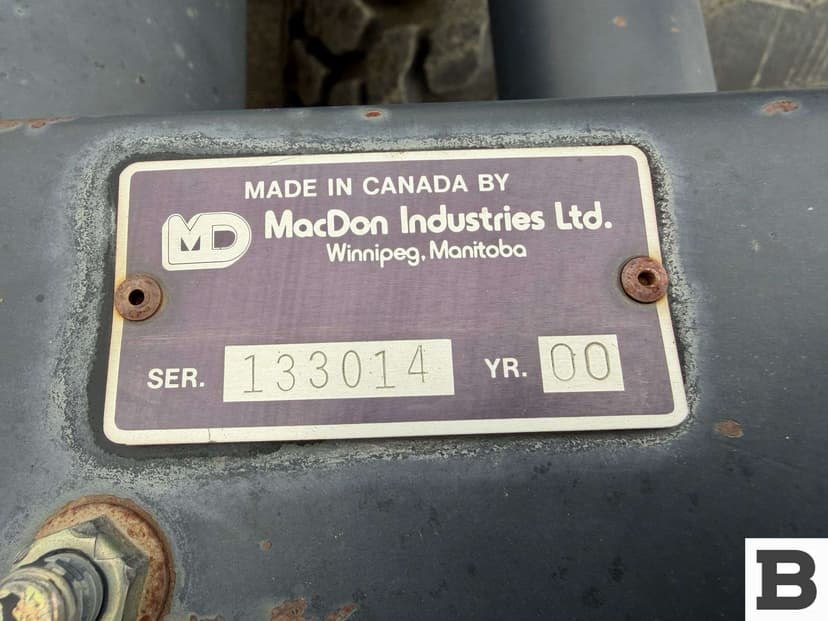 MADE IN CANADA BY
MD MacDon Industries Ltd.
Winnipeg, Manitoba
SER. 133014 YR. 00
B